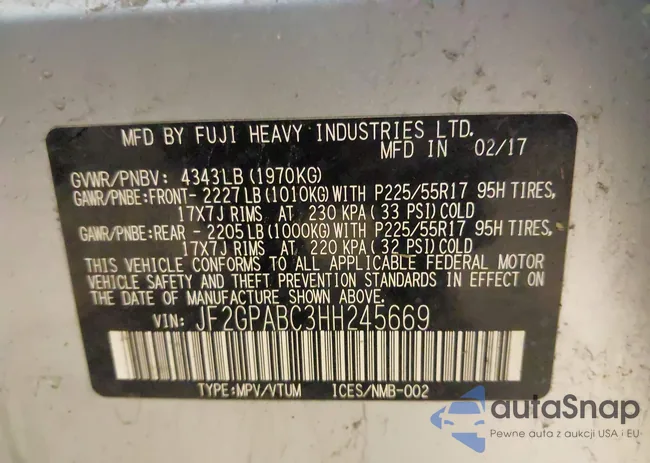 MFD BY FUJI HEAVY INDUSTRIES LTD.
MFD IN 02/17
GVWR/PNBV: 4343LB(1970KG)
GAWR/PNBE:FRONT- 2227LB(1010KG)WITH P225/55R17 95H TIRES,
17X7J RIMS AT 230 KPA(33 PSI)COLD
GAWR/PNBE:REAR - 2205LB(1000KG)WITH P225/55R17 95H TIRES,
17X7J RIMS AT 220 KPA(32 PSI)COLD
THIS VEHICLE CONFORMS TO ALL APPLICABLE FEDERAL MOTOR
VEHICLE SAFETY AND THEFT PREVENTION STANDARDS IN EFFECT ON
THE DATE OF MANUFACTURE SHOWN ABOVE.
VIN: JF2GPABC3HH245669
TYPE:MPV/VTUM 1CES/NMB-002
autaSnap
Pewne auta z aukcji USA i EU